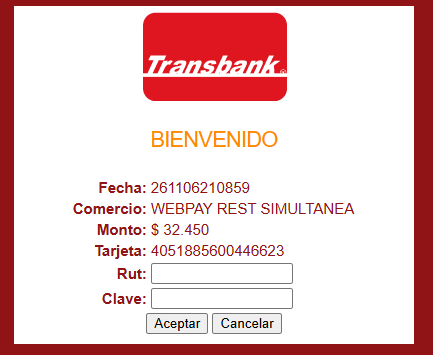 Transbank®
BIENVENIDO
Fecha: 261106210859
Comercio: WEBPAY REST SIMULTANEA
Monto: $ 32.450
Tarjeta: 4051885600446623
Rut:
Clave:
Aceptar Cancelar